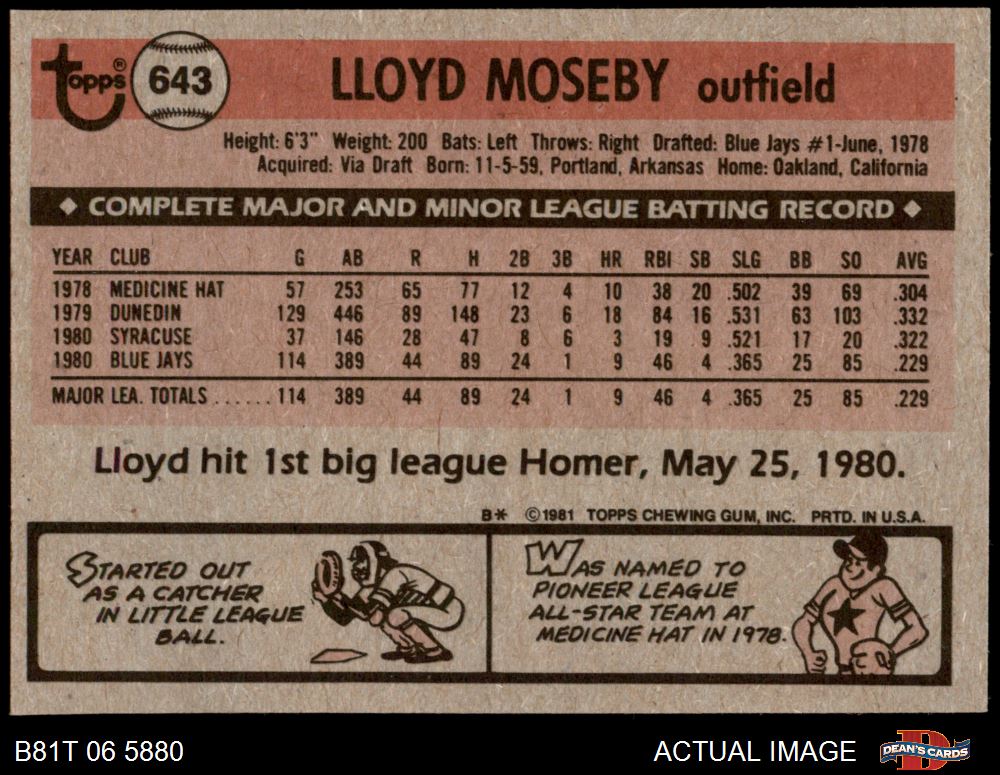 topps® 643 LLOYD MOSEBY outfield
Height: 6'3" Weight: 200 Bats: Left Throws: Right Drafted: Blue Jays #1-June, 1978
Acquired: Via Draft Born: 11-5-59, Portland, Arkansas Home: Oakland, California
◆ COMPLETE MAJOR AND MINOR LEAGUE BATTING RECORD ◆
YEAR CLUB G AB R H 2B 3B HR RBI SB SLG BB SO AVG
1978 MEDICINE HAT 57 253 65 77 12 4 10 38 20 .502 39 69 .304
1979 DUNEDIN 129 446 89 148 23 6 18 84 16 .531 63 103 .332
1980 SYRACUSE 37 146 28 47 8 6 3 19 9 .521 17 20 .322
1980 BLUE JAYS 114 389 44 89 24 1 9 46 4 .365 25 85 .229
MAJOR LEA. TOTALS ...... 114 389 44 89 24 1 9 46 4 .365 25 85 .229
Lloyd hit 1st big league Homer, May 25, 1980.
B* ©1981 TOPPS CHEWING GUM, INC. PRTD. IN U.S.A.
STARTED OUT
AS A CATCHER
IN LITTLE LEAGUE
BALL.
WAS NAMED TO
PIONEER LEAGUE
ALL-STAR TEAM AT
MEDICINE HAT IN 1978.
B81T 06 5880 ACTUAL IMAGE DEAN'S CARDS